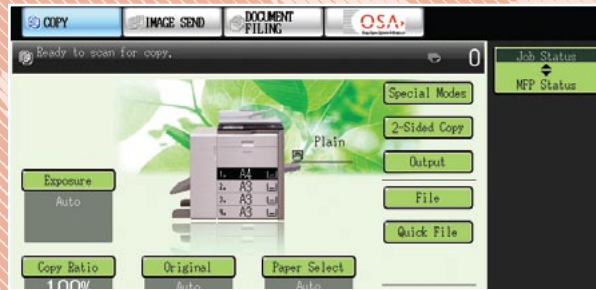 COPY
IMAGE SEND
DOCUMENT
FILING
OSA
Ready to scan for copy.
0
Job Status
MFP Status
Special Modes
2-Sided Copy
Plain
Output
1. A4
2. A3
3. A3
4. A3
Exposure
Auto
File
Quick File
Copy Ratio
100%
Original
Auto
Paper Select
Auto